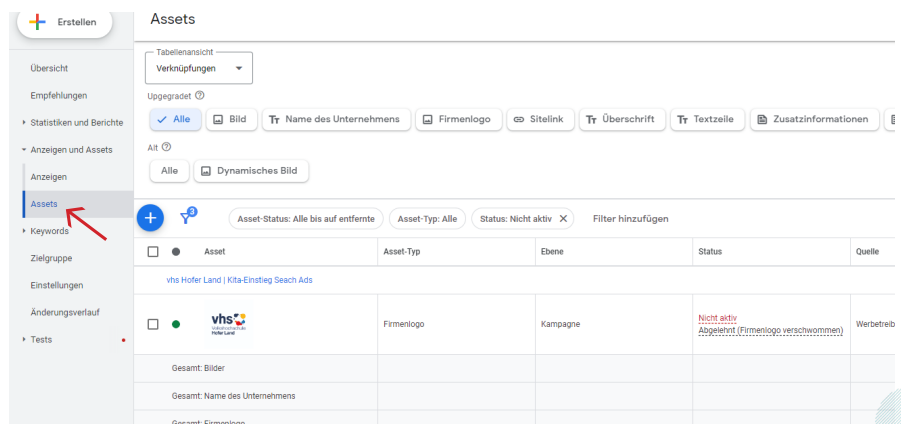 Erstellen
Assets
Tabellenansicht
Verknüpfungen
Übersicht
Empfehlungen
Upgegradet
Statistiken und Berichte
Alle Bild Name des Unternehmens Firmenlogo Sitelink Überschrift Textzeile Zusatzinformationen
Anzeigen und Assets
Alt
Anzeigen
Alle Dynamisches Bild
Assets
3
Asset-Status: Alle bis auf entfernte Asset-Typ: Alle Status: Nicht aktiv X Filter hinzufügen
Keywords
Asset Asset-Typ Ebene Status Quelle
Zielgruppe
vhs Hofer Land | Kita-Einstieg Seach Ads
Einstellungen
Änderungsverlauf
vhs
Volkshochschule
Hofer Land
Firmenlogo Kampagne
Nicht aktiv
Abgelehnt (Firmenlogo verschwommen)
Werbetreib
Tests
Gesamt: Bilder
Gesamt: Name des Unternehmens
Gesamt: Firmenlogo